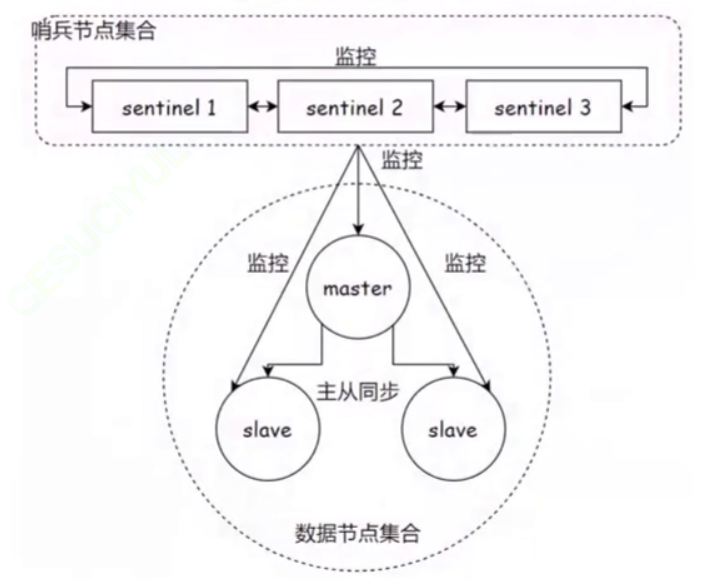 哨兵节点集合
监控
sentinel 1
sentinel 2
sentinel 3
监控
监控
监控
master
主从同步
slave
slave
数据节点集合